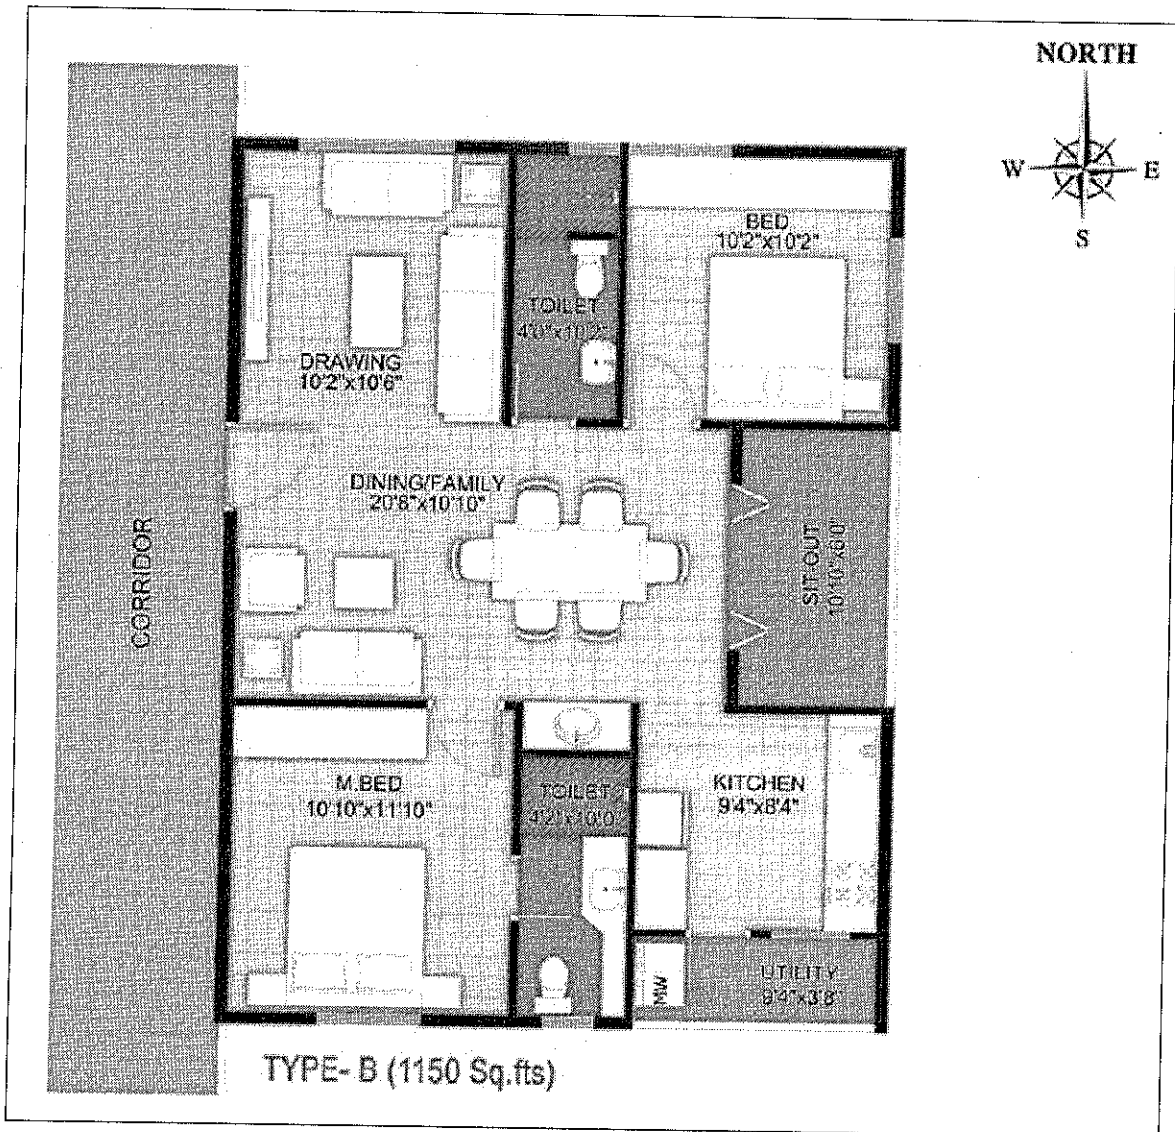 NORTH
W
E
S
BED
10'2"x10'2"
TOILET
4'0"x10'2"
DRAWING
10'2"x10'6"
DINING/FAMILY
20'8"x10'10"
CORRIDOR
SIT OUT
10'10"x6'0"
M.BED
10'10"x11'10"
TOILET
4'2"x10'0"
KITCHEN
9'4"x8'4"
UTILITY
9'4"x3'8"
MW
TYPE- B (1150 Sq.fts)